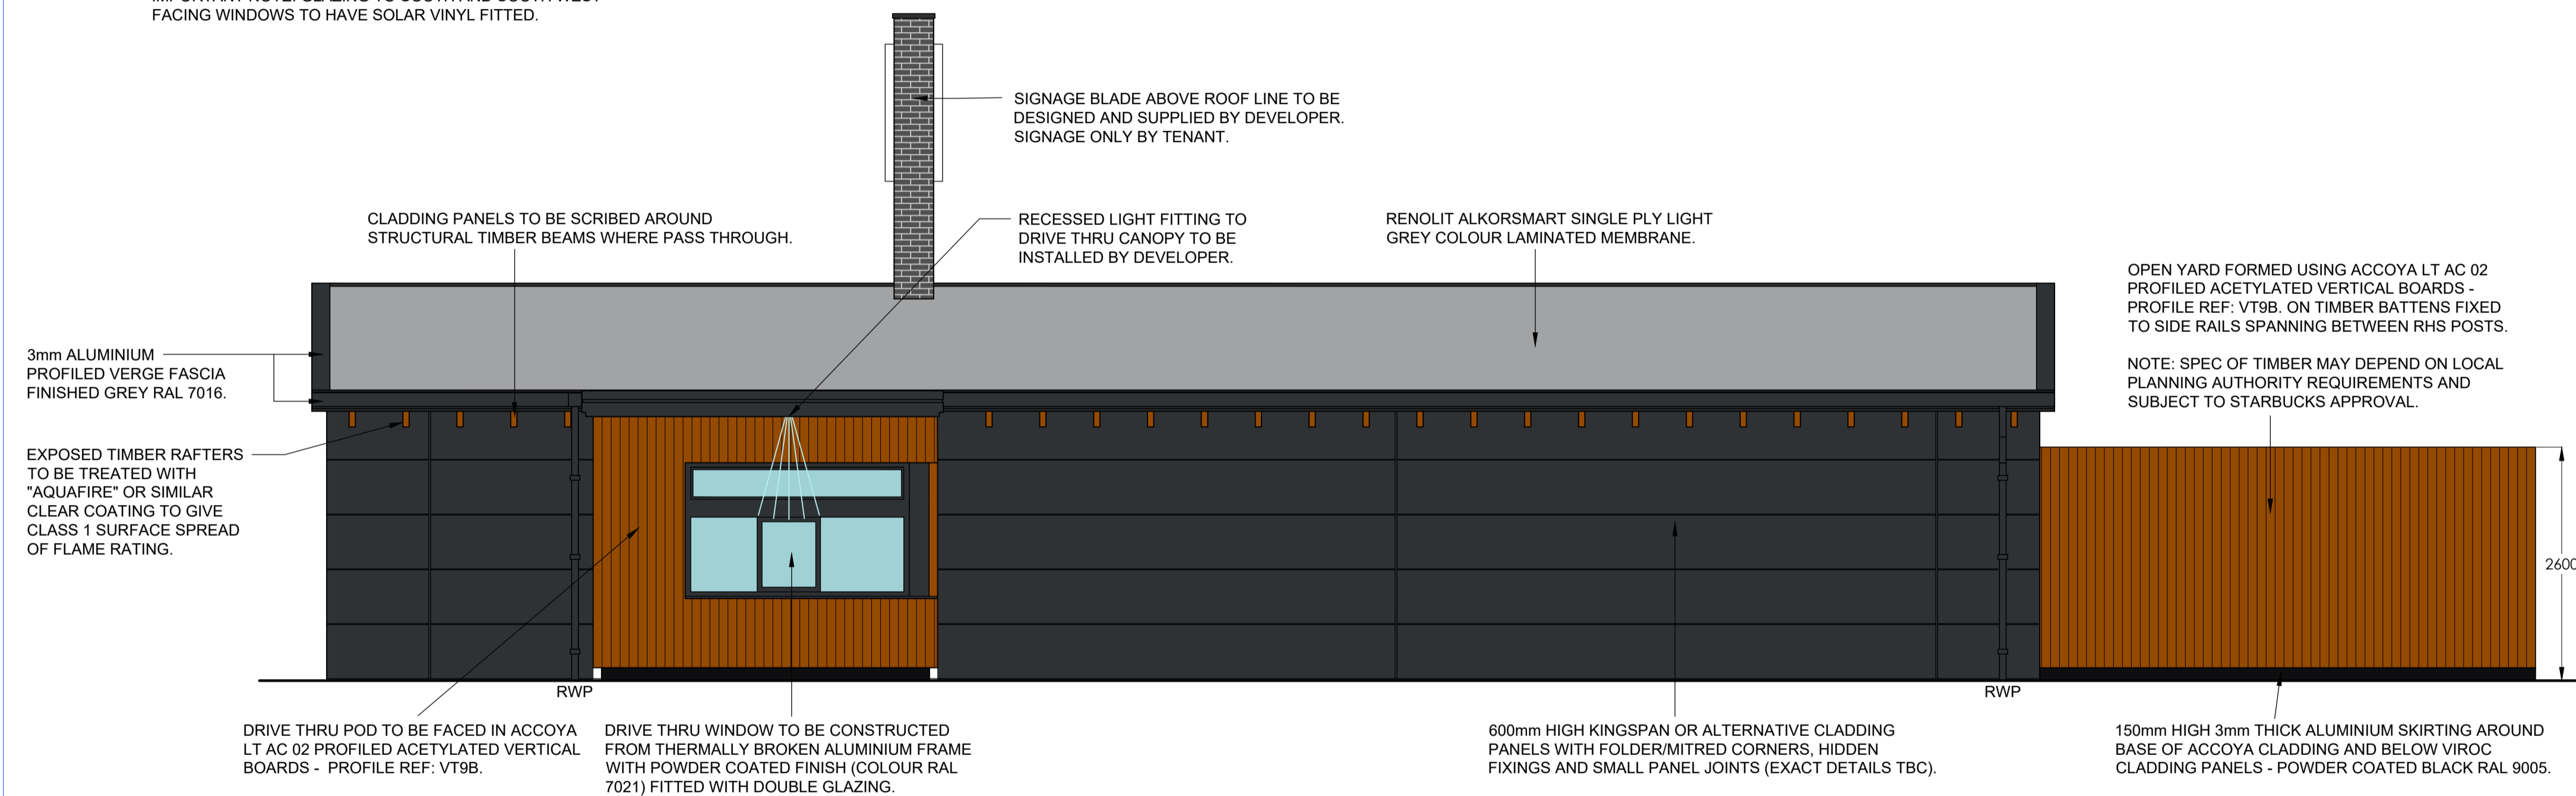 FACING WINDOWS TO HAVE SOLAR VINYL FITTED.
SIGNAGE BLADE ABOVE ROOF LINE TO BE
DESIGNED AND SUPPLIED BY DEVELOPER.
SIGNAGE ONLY BY TENANT.
CLADDING PANELS TO BE SCRIBED AROUND
STRUCTURAL TIMBER BEAMS WHERE PASS THROUGH.
RECESSED LIGHT FITTING TO
DRIVE THRU CANOPY TO BE
INSTALLED BY DEVELOPER.
RENOLIT ALKORSMART SINGLE PLY LIGHT
GREY COLOUR LAMINATED MEMBRANE.
OPEN YARD FORMED USING ACCOYA LT AC 02
PROFILED ACETYLATED VERTICAL BOARDS -
PROFILE REF: VT9B. ON TIMBER BATTENS FIXED
TO SIDE RAILS SPANNING BETWEEN RHS POSTS.
NOTE: SPEC OF TIMBER MAY DEPEND ON LOCAL
PLANNING AUTHORITY REQUIREMENTS AND
SUBJECT TO STARBUCKS APPROVAL.
3mm ALUMINIUM
PROFILED VERGE FASCIA
FINISHED GREY RAL 7016.
EXPOSED TIMBER RAFTERS
TO BE TREATED WITH
"AQUAFIRE" OR SIMILAR
CLEAR COATING TO GIVE
CLASS 1 SURFACE SPREAD
OF FLAME RATING.
2600
RWP
RWP
DRIVE THRU POD TO BE FACED IN ACCOYA
LT AC 02 PROFILED ACETYLATED VERTICAL
BOARDS -  PROFILE REF: VT9B.
DRIVE THRU WINDOW TO BE CONSTRUCTED
FROM THERMALLY BROKEN ALUMINIUM FRAME
WITH POWDER COATED FINISH (COLOUR RAL
7021) FITTED WITH DOUBLE GLAZING.
600mm HIGH KINGSPAN OR ALTERNATIVE CLADDING
PANELS WITH FOLDER/MITRED CORNERS, HIDDEN
FIXINGS AND SMALL PANEL JOINTS (EXACT DETAILS TBC).
150mm HIGH 3mm THICK ALUMINIUM SKIRTING AROUND
BASE OF ACCOYA CLADDING AND BELOW VIROC
CLADDING PANELS - POWDER COATED BLACK RAL 9005.